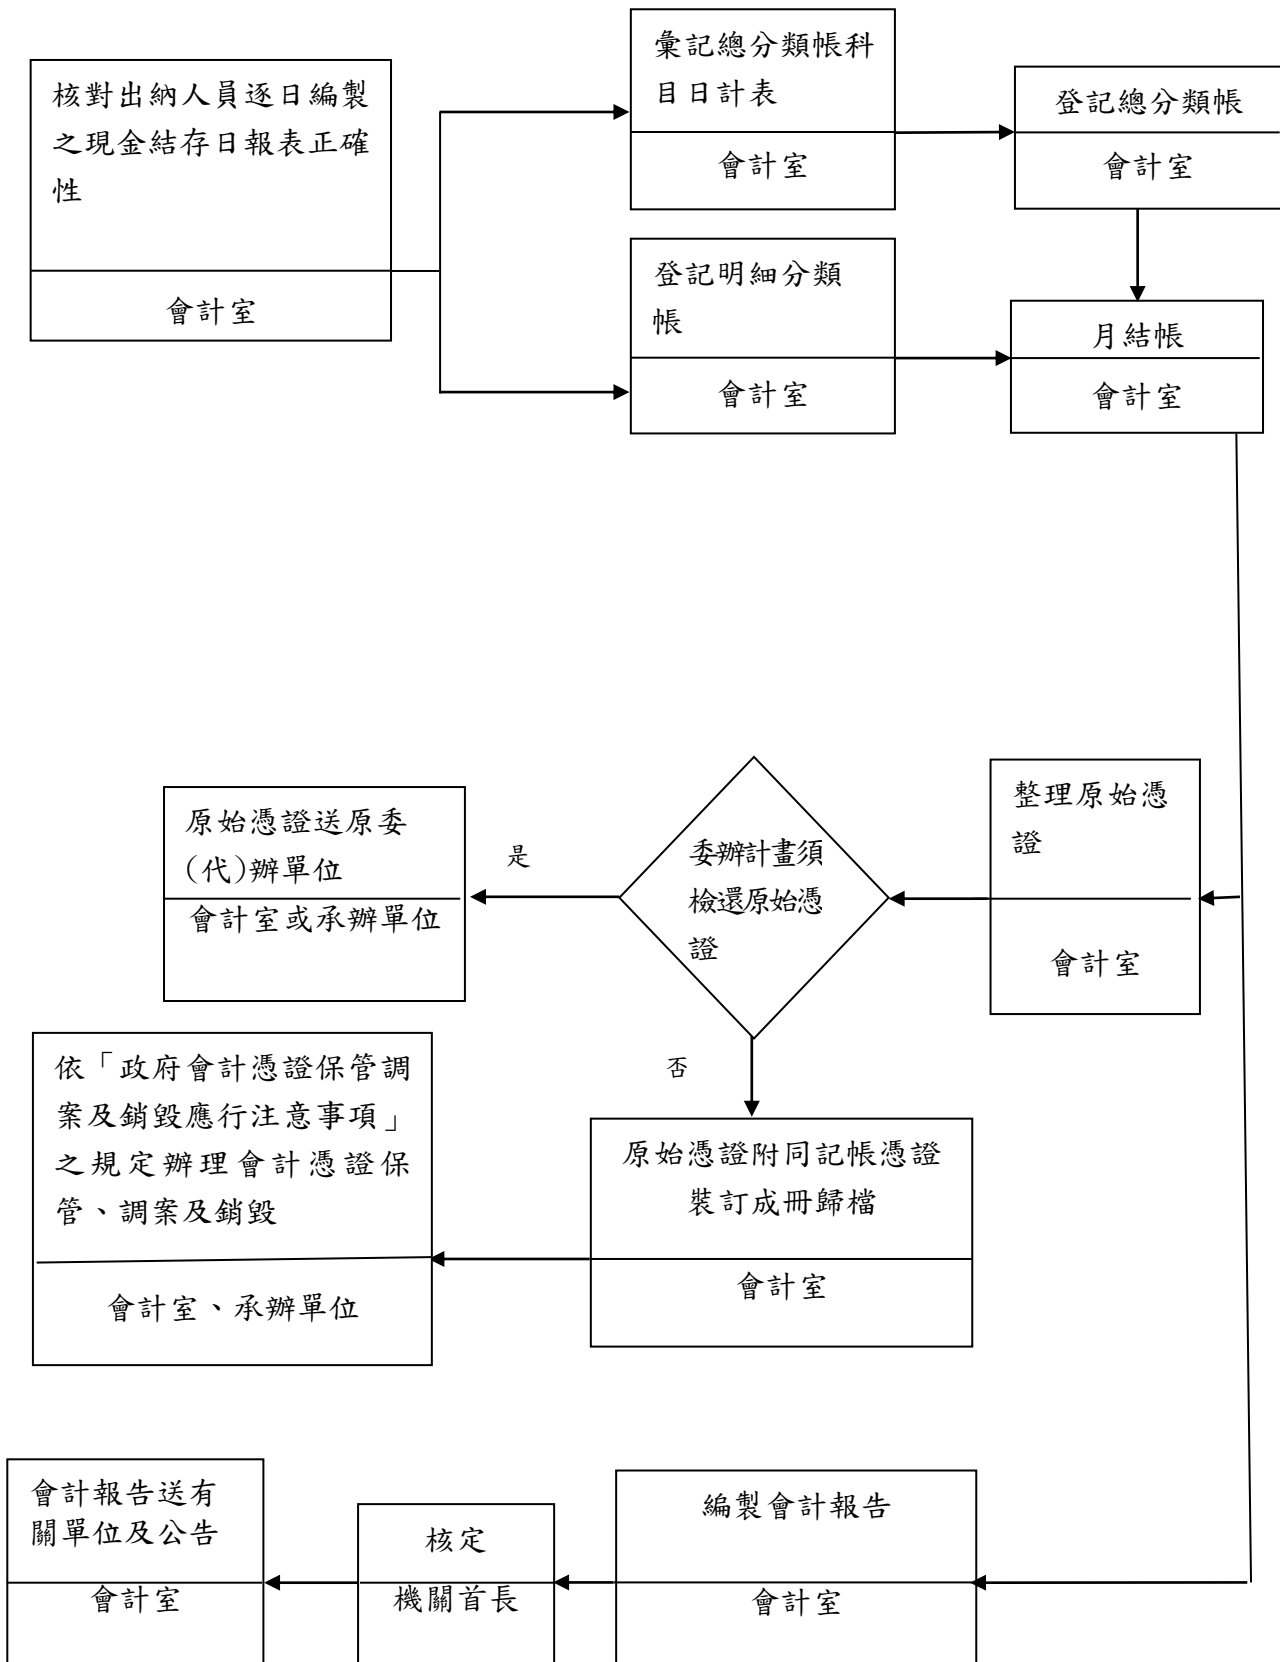 核對出納人員逐日編製
之現金結存日報表正確
性
會計室
彙記總分類帳科
目日計表
會計室
登記總分類帳
會計室
登記明細分類
帳
會計室
月結帳
會計室
整理原始憑
證
會計室
委辦計畫須
檢還原始憑
證
是
原始憑證送原委
(代)辦單位
會計室或承辦單位
否
原始憑證附同記帳憑證
裝訂成冊歸檔
會計室
依「政府會計憑證保管調
案及銷毀應行注意事項」
之規定辦理會計憑證保
管、調案及銷毀
會計室、承辦單位
編製會計報告
會計室
核定
機關首長
會計報告送有
關單位及公告
會計室